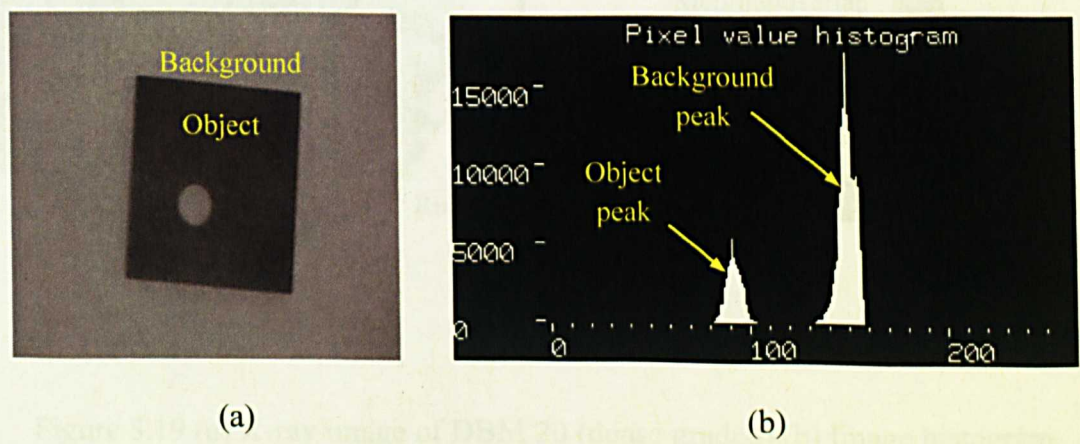 Background
Object
(a)
Pixel value histogram
Background
peak
Object
peak
15000
10000
5000
0
0
100
200
(b)